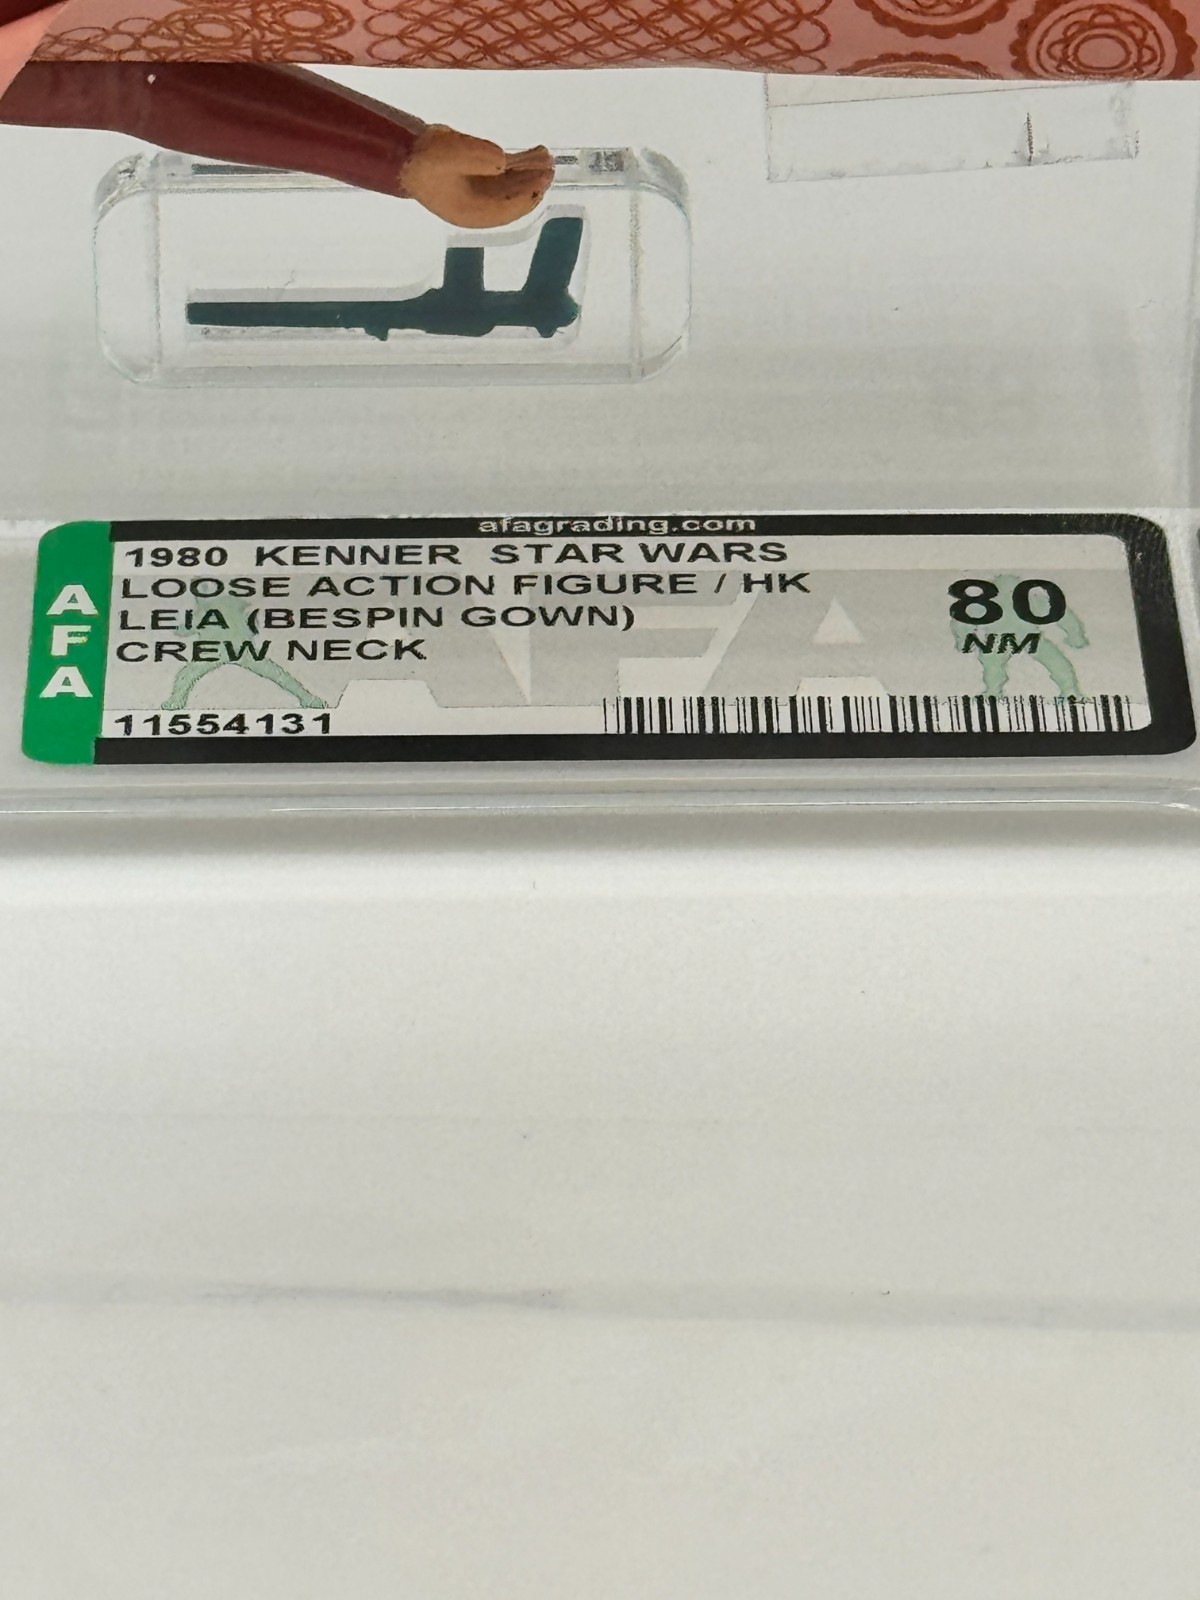 afagrading.com
1980 KENNER STAR WARS
LOOSE ACTION FIGURE / HK
LEIA (BESPIN GOWN)
CREW NECK
80
NM
AFA
11554131
AFA